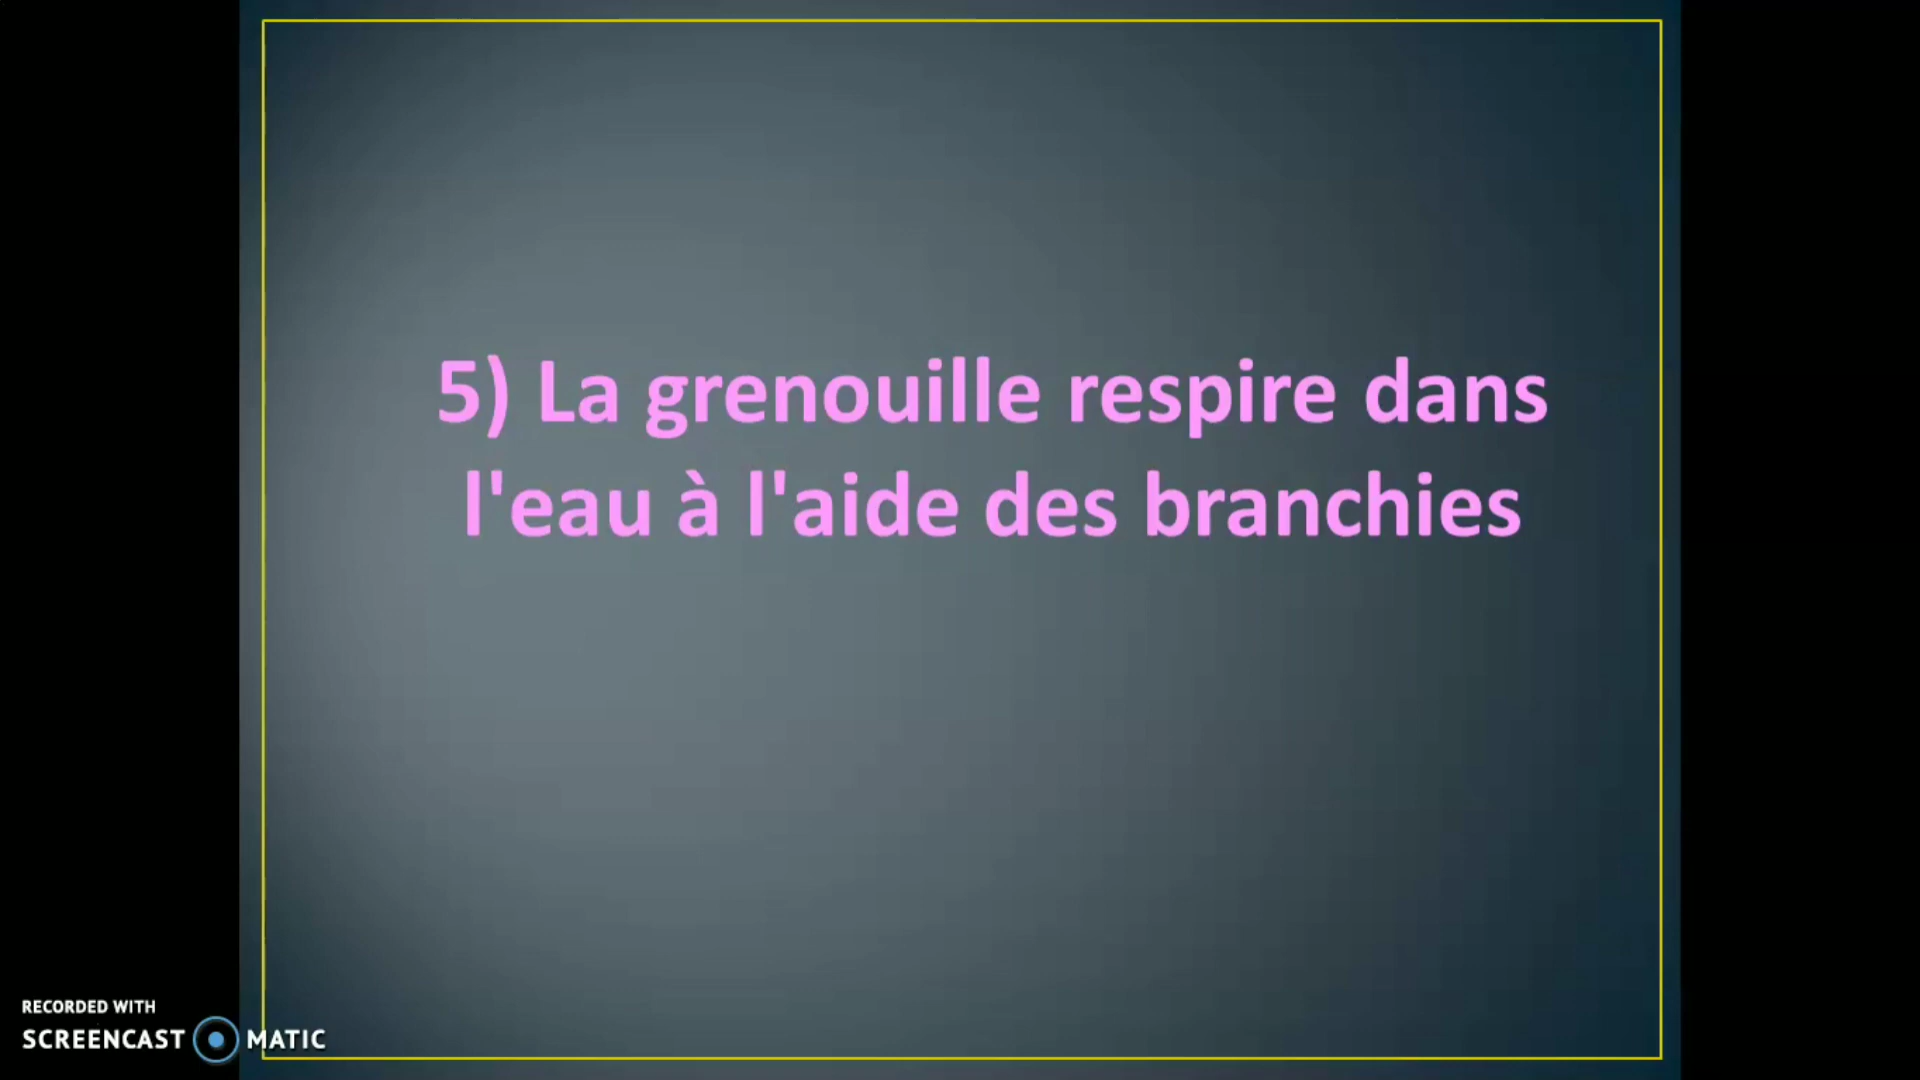 5) La grenouille respire dans
l'eau à l'aide des branchies
RECORDED WITH
SCREENCAST MATIC